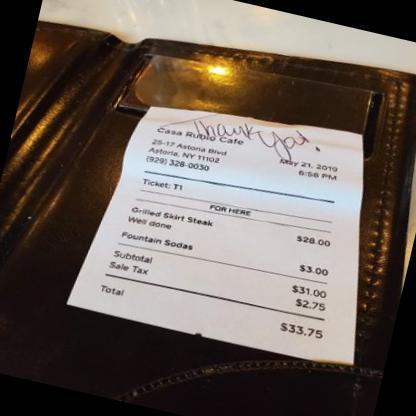 Thank you!
Casa Rubio Cafe
25-17 Astoria Blvd
Astoria, NY 11102
(929) 328-0030
May 21, 2019
6:58 PM
Ticket: T1
FOR HERE
Grilled Skirt Steak $28.00
Well done
Fountain Sodas $3.00
Subtotal $31.00
Sale Tax $2.75
Total $33.75